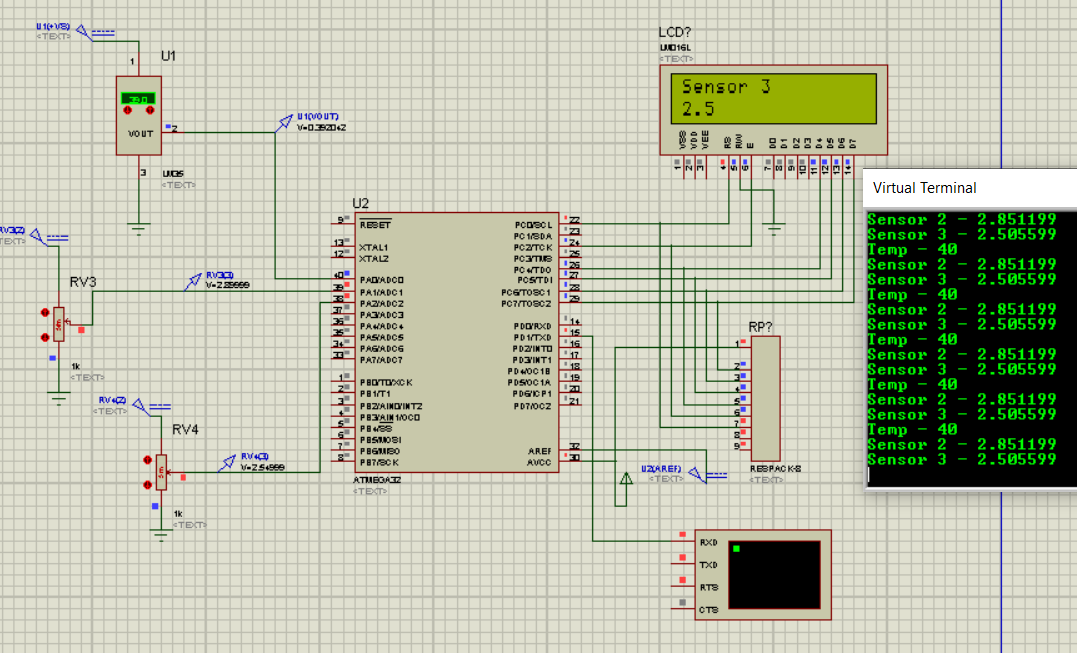 U1(+VS)
<TEXT>
U1
1
39.0
VOUT
2
3
LM35
<TEXT>
U1(VOUT)
V=0.392042
RV3(2)
<TEXT>
RV3
RV3(3)
V=2.89999
1k
<TEXT>
RV4(2)
<TEXT>
RV4
RV4(3)
V=2.54999
1k
<TEXT>
U2
9 RESET
13 XTAL1
12 XTAL2
40 PA0/ADC0
39 PA1/ADC1
38 PA2/ADC2
37 PA3/ADC3
36 PA4/ADC4
35 PA5/ADC5
34 PA6/ADC6
33 PA7/ADC7
1 PB0/T0/XCK
2 PB1/T1
3 PB2/AIN0/INT2
4 PB3/AIN1/OC0
5 PB4/SS
6 PB5/MOSI
7 PB6/MISO
8 PB7/SCK
PC0/SCL 22
PC1/SDA 23
PC2/TCK 24
PC3/TMS 25
PC4/TDO 26
PC5/TDI 27
PC6/TOSC1 28
PC7/TOSC2 29
PD0/RXD 14
PD1/TXD 15
PD2/INT0 16
PD3/INT1 17
PD4/OC1B 18
PD5/OC1A 19
PD6/ICP1 20
PD7/OC2 21
AREF 32
AVCC 30
ATMEGA32
<TEXT>
LCD?
LM016L
<TEXT>
Sensor 3
2.5
VSS VDD VEE RS RW E D0 D1 D2 D3 D4 D5 D6 D7
1 2 3 4 5 6 7 8 9 10 11 12 13 14
RP?
1
2
3
4
5
6
7
8
9
RESPACK-8
<TEXT>
U2(AREF)
<TEXT>
RXD
TXD
RTS
CTS
Virtual Terminal
Sensor 2 - 2.851199
Sensor 3 - 2.505599
Temp - 40
Sensor 2 - 2.851199
Sensor 3 - 2.505599
Temp - 40
Sensor 2 - 2.851199
Sensor 3 - 2.505599
Temp - 40
Sensor 2 - 2.851199
Sensor 3 - 2.505599
Temp - 40
Sensor 2 - 2.851199
Sensor 3 - 2.505599
Temp - 40
Sensor 2 - 2.851199
Sensor 3 - 2.505599